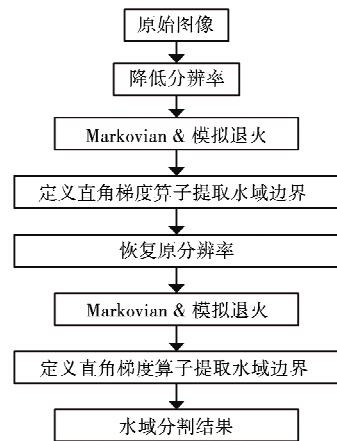 原始图像
降低分辨率
Markovian & 模拟退火
定义直角梯度算子提取水域边界
恢复原分辨率
Markovian & 模拟退火
定义直角梯度算子提取水域边界
水域分割结果